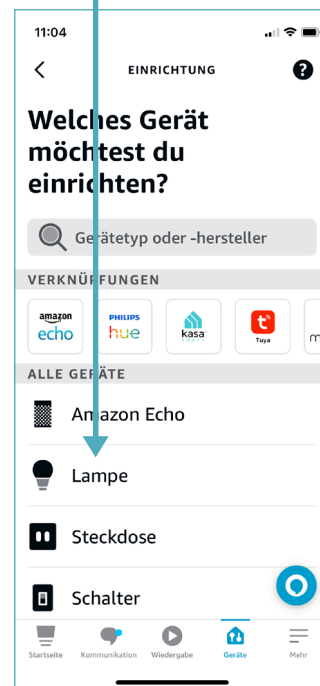 11:04
EINRICHTUNG
?
Welches Gerät
möchtest du
einrichten?
Gerätetyp oder -hersteller
VERKNÜPFUNGEN
amazon
echo
PHILIPS
hue
kasa
Tuya
m
ALLE GERÄTE
Amazon Echo
Lampe
Steckdose
Schalter
Startseite Kommunikation Wiedergabe Geräte Mehr